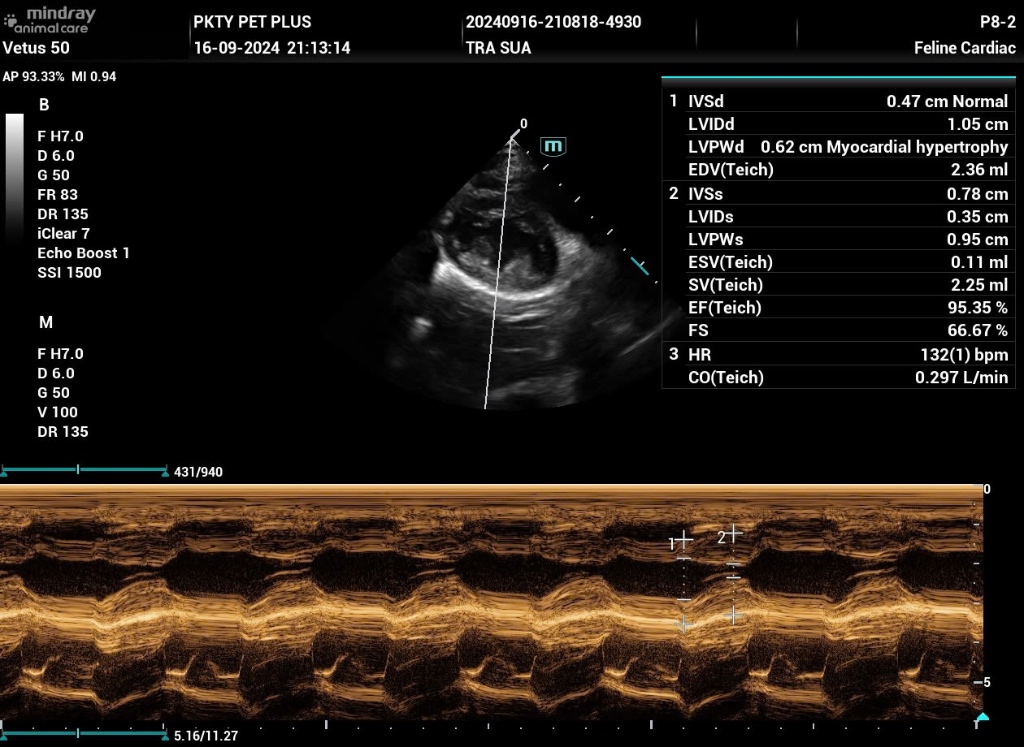 mindray
animal care
Vetus 50
PKTY PET PLUS
16-09-2024 21:13:14
20240916-210818-4930
TRA SUA
P8-2
Feline Cardiac
AP 93.33% MI 0.94
B
F H7.0
D 6.0
G 50
FR 83
DR 135
iClear 7
Echo Boost 1
SSI 1500
M
F H7.0
D 6.0
G 50
V 100
DR 135
0
m
1 IVSd 0.47 cm Normal
LVIDd 1.05 cm
LVPWd 0.62 cm Myocardial hypertrophy
EDV(Teich) 2.36 ml
2 IVSs 0.78 cm
LVIDs 0.35 cm
LVPWs 0.95 cm
ESV(Teich) 0.11 ml
SV(Teich) 2.25 ml
EF(Teich) 95.35 %
FS 66.67 %
3 HR 132(1) bpm
CO(Teich) 0.297 L/min
431/940
0
1
2
5
5.16/11.27